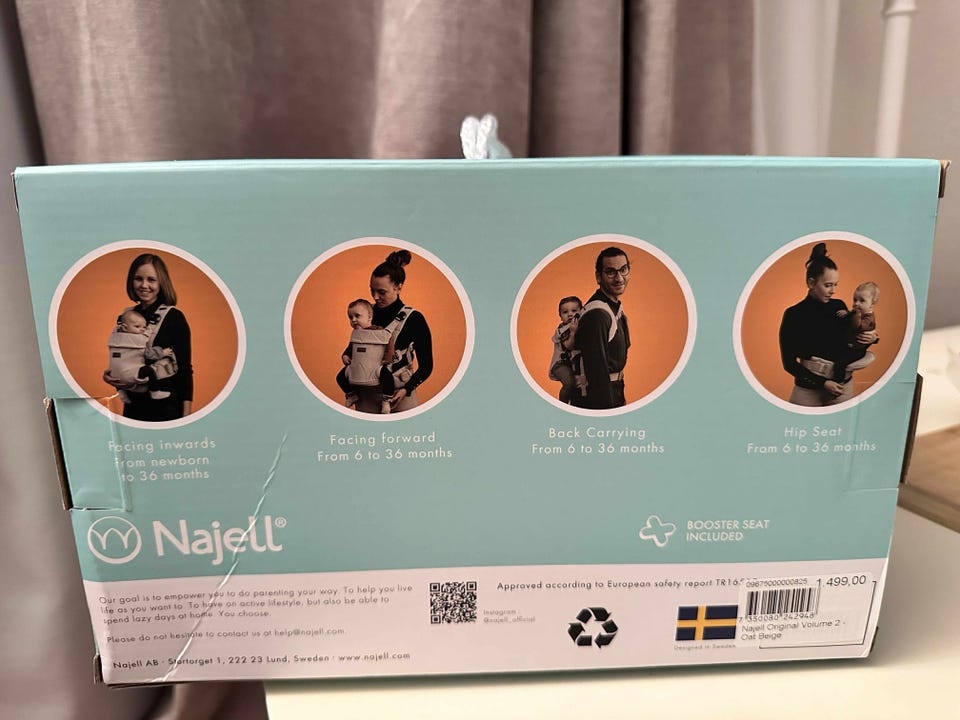 Facing inwards
From newborn
to 36 months
Facing forward
From 6 to 36 months
Back Carrying
From 6 to 36 months
Hip Seat
From 6 to 36 months
Najell®
BOOSTER SEAT
INCLUDED
Our goal is to empower you to do parenting your way. To help you live
life as you want to. To have an active lifestyle, but also be able to
spend lazy days at home. You choose.
Please do not hesitate to contact us at help@najell.com.
Najell AB · Stortorget 1, 222 23 Lund, Sweden · www.najell.com
Instagram :
@najell_official
Approved according to European safety report TR16
Designed in Sweden
09876000000825
1.499,00
7 350080 242948
Najell Original Volume 2 -
Oat Beige